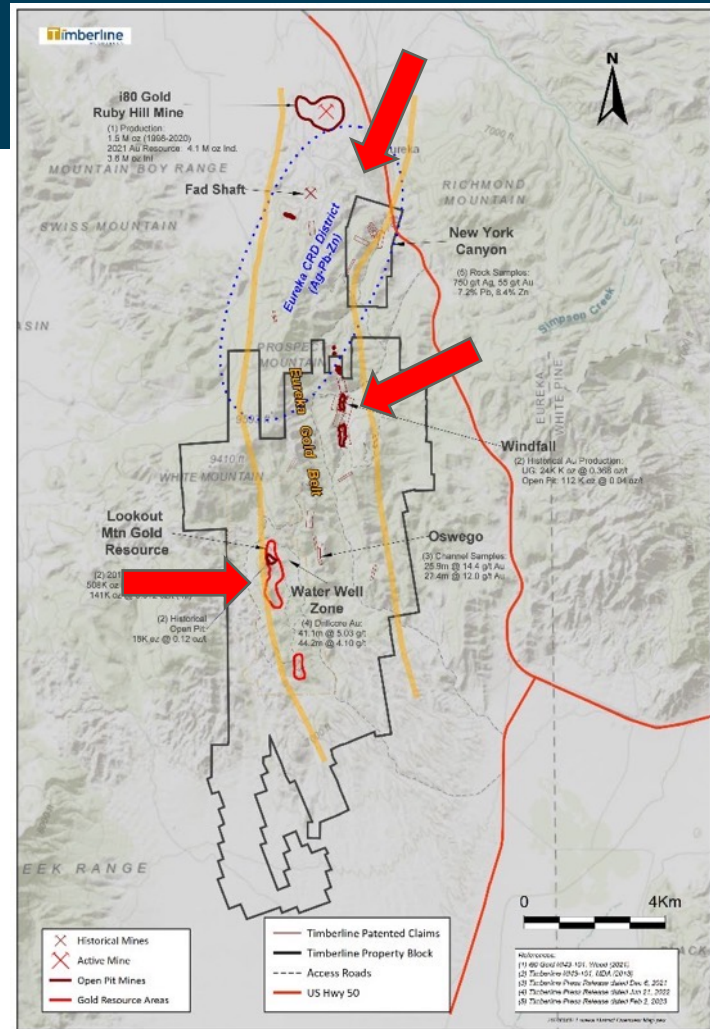 Timberline
N
i80 Gold
Ruby Hill Mine
(1) Production:
1.5 M oz (1998-2020)
2021 Au Resource: 4.1 M oz Ind.
3.6 M oz Inf
MOUNTAIN BOY RANGE
Fad Shaft
SWISS MOUNTAIN
7000 ft
RICHMOND
MOUNTAIN
New York
Canyon
(5) Rock Samples:
750 g/t Ag, 55 g/t Au
7.2% Pb, 8.4% Zn
Eureka CRD District
(Ag-Pb-Zn)
Simpson Creek
EUREKA
WHITE PINE
MOUNTAIN
Eureka Gold Belt
9410 ft
WHITE MOUNTAIN
Windfall
(2) Historical Au Production:
UG: 24K K oz @ 0.368 oz/t
Open Pit: 112 K oz @ 0.04 oz/t
Lookout
Mtn Gold
Resource
Oswego
(3) Channel Samples:
25.9m @ 14.4 g/t Au
27.4m @ 12.0 g/t Au
Water Well
Zone
(4) Drillcore Au:
41.1m @ 5.03 g/t
44.2m @ 4.10 g/t
(2) Historical
Open Pit:
18K oz @ 0.12 oz/t
EEK RANGE
0 4Km
Historical Mines
Active Mine
Open Pit Mines
Gold Resource Areas
Timberline Patented Claims
Timberline Property Block
Access Roads
US Hwy 50
References:
(1) i80 Gold NI43-101, Wood (2021)
(2) Timberline NI43-101, MDA (2013)
(3) Timberline Press Release dated Dec 6, 2021
(4) Timberline Press Release dated Jan 21, 2022
(5) Timberline Press Release dated Feb 2, 2023